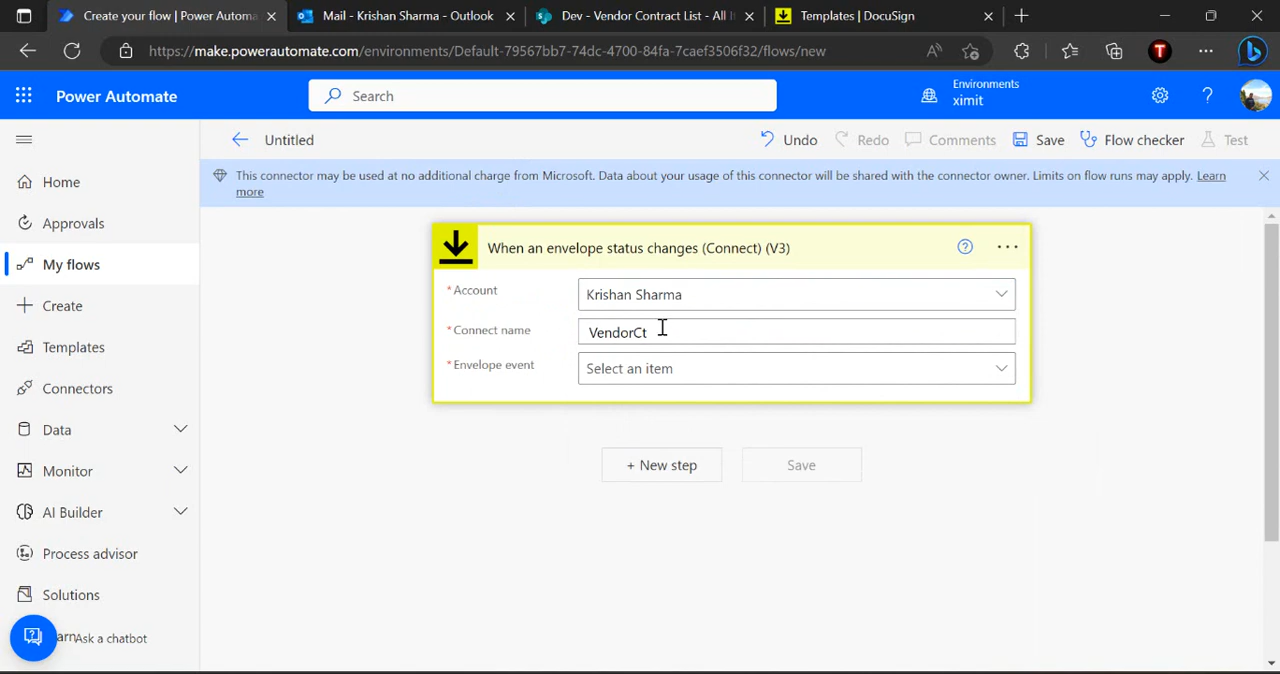 Create your flow | Power Automa
Mail - Krishan Sharma - Outlook
Dev - Vendor Contract List - All It
Templates | DocuSign
https://make.powerautomate.com/environments/Default-79567bb7-74dc-4700-84fa-7caef3506f32/flows/new
Power Automate
Search
Environments
ximit
Untitled
Undo
Redo
Comments
Save
Flow checker
Test
This connector may be used at no additional charge from Microsoft. Data about your usage of this connector will be shared with the connector owner. Limits on flow runs may apply. Learn
more
Home
Approvals
My flows
Create
Templates
Connectors
Data
Monitor
AI Builder
Process advisor
Solutions
arn
Ask a chatbot
When an envelope status changes (Connect) (V3)
* Account
Krishan Sharma
* Connect name
VendorCt
* Envelope event
Select an item
+ New step
Save